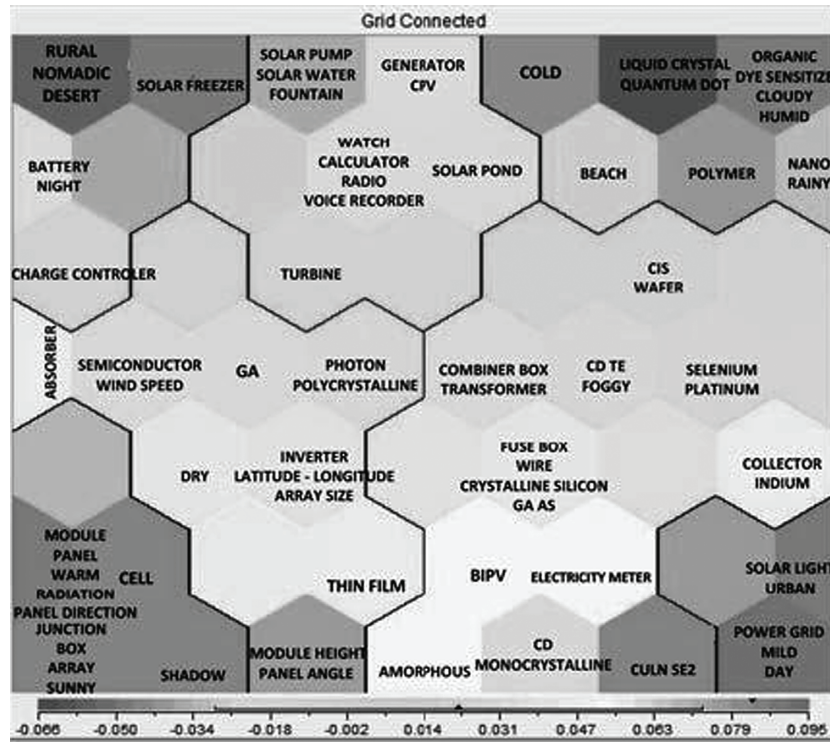 Grid Connected
RURAL
NOMADIC
DESERT
SOLAR FREEZER
SOLAR PUMP
SOLAR WATER
FOUNTAIN
GENERATOR
CPV
COLD
LIQUID CRYSTAL
QUANTUM DOT
ORGANIC
DYE SENSITIZE
CLOUDY
HUMID
BATTERY
NIGHT
WATCH
CALCULATOR
RADIO
VOICE RECORDER
SOLAR POND
BEACH
POLYMER
NANO
RAINY
CHARGE CONTROLER
TURBINE
CIS
WAFER
ABSORBER
SEMICONDUCTOR
WIND SPEED
GA
PHOTON
POLYCRYSTALLINE
COMBINER BOX
TRANSFORMER
CD TE
FOGGY
SELENIUM
PLATINUM
DRY
INVERTER
LATITUDE - LONGITUDE
ARRAY SIZE
FUSE BOX
WIRE
CRYSTALLINE SILICON
GA AS
COLLECTOR
INDIUM
MODULE
PANEL
WARM
RADIATION
PANEL DIRECTION
JUNCTION
BOX
ARRAY
SUNNY
CELL
SHADOW
THIN FILM
MODULE HEIGHT
PANEL ANGLE
BIPV
ELECTRICITY METER
AMORPHOUS
CD
MONOCRYSTALLINE
CULN SE2
SOLAR LIGHT
URBAN
POWER GRID
MILD
DAY
-0.066 -0.050 -0.034 -0.018 -0.002 0.014 0.031 0.047 0.063 0.079 0.095